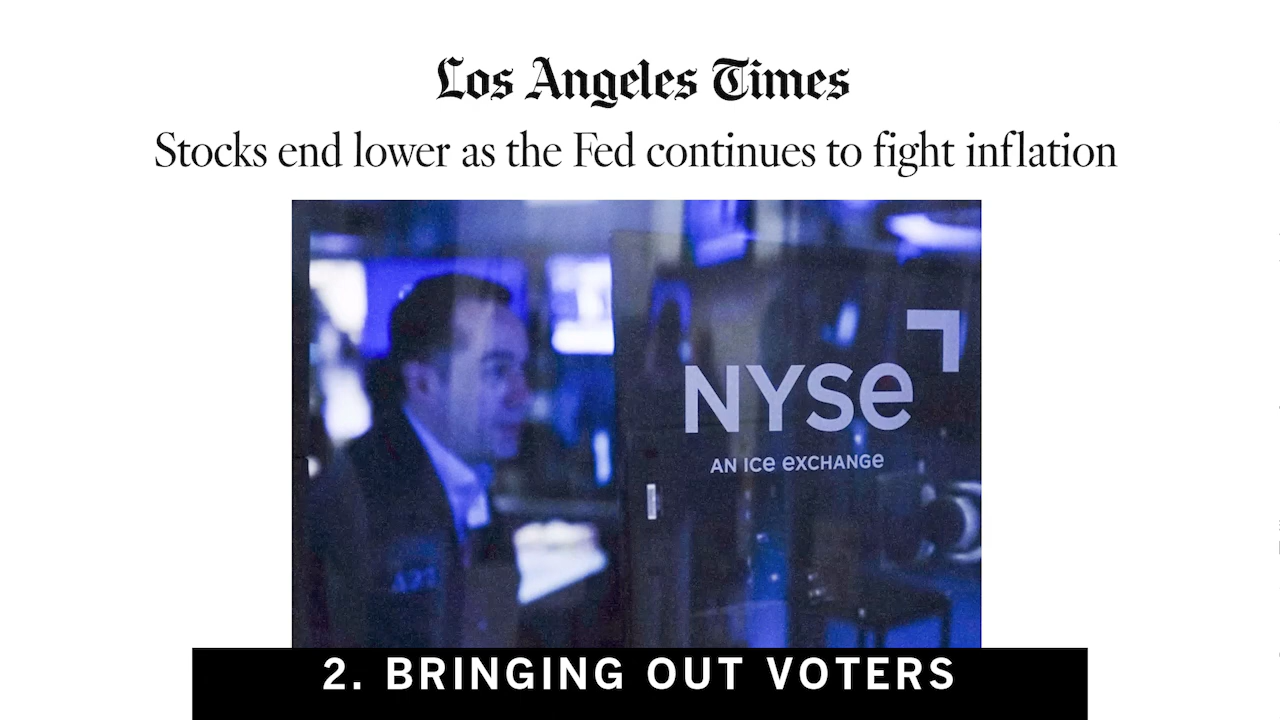 Los Angeles Times
Stocks end lower as the Fed continues to fight inflation
NYSE
AN ICE EXCHANGE
2. BRINGING OUT VOTERS